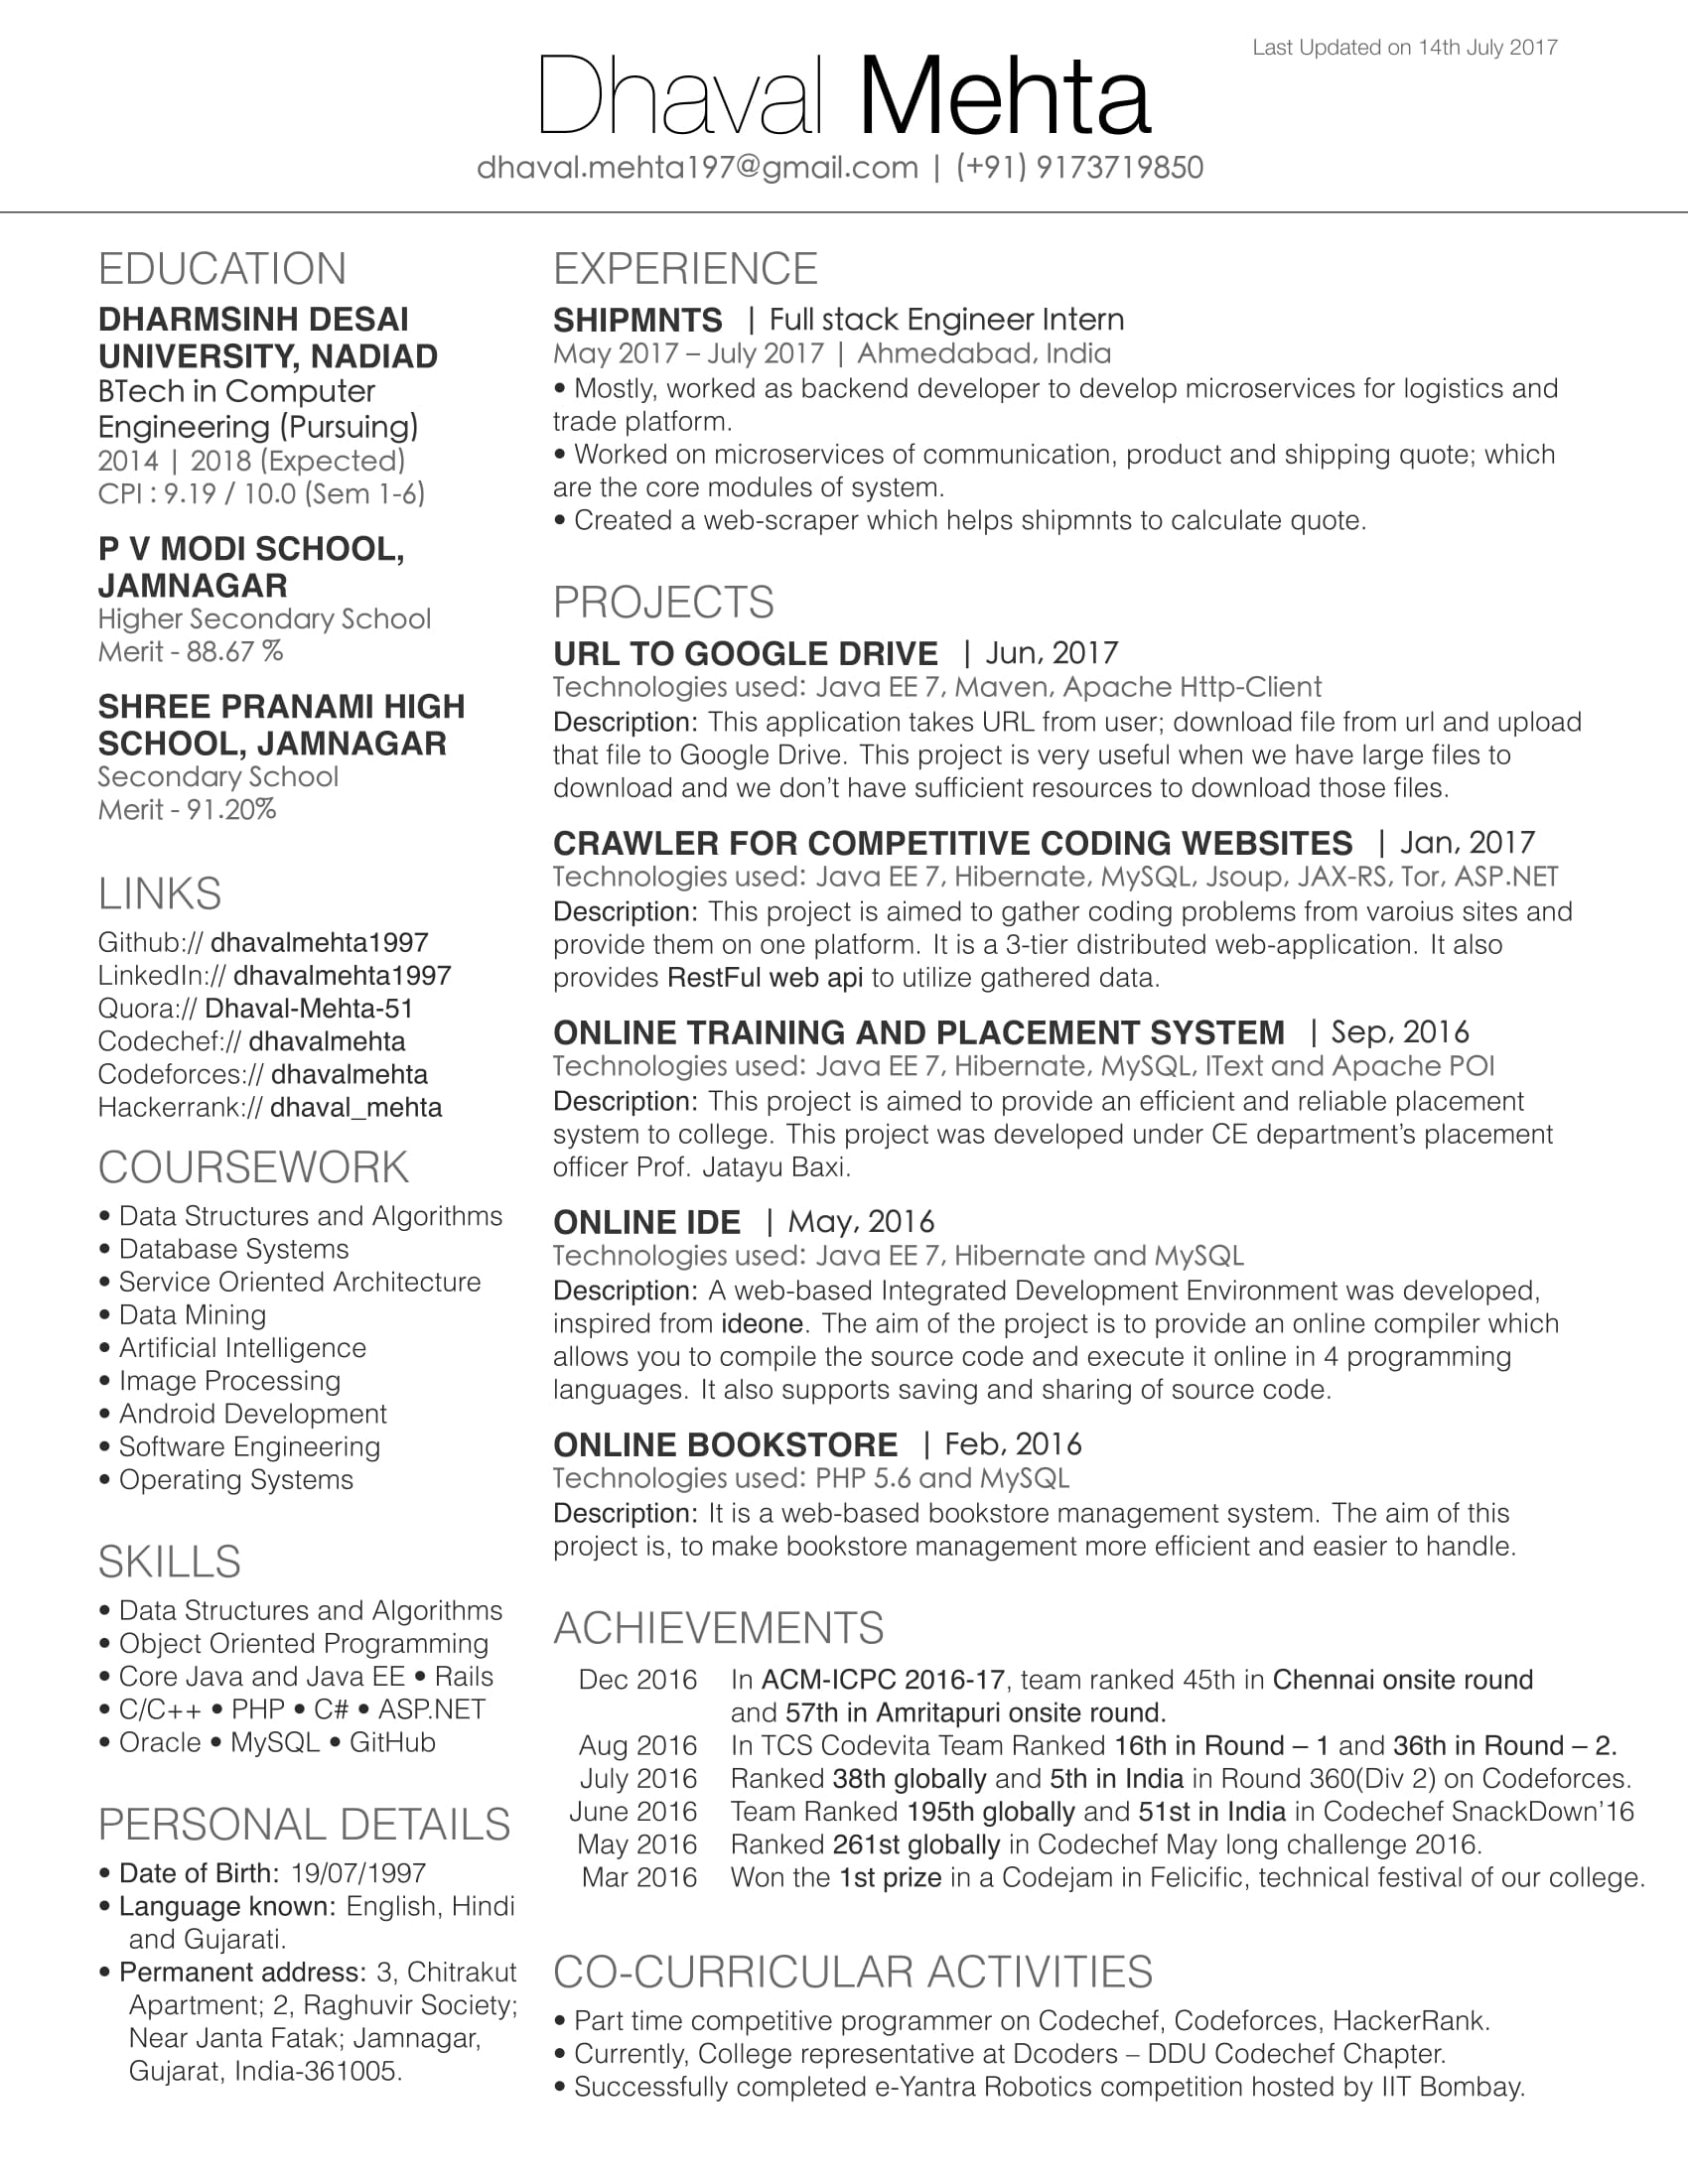 Last Updated on 14th July 2017
Dhaval Mehta
dhaval.mehta197@gmail.com | (+91) 9173719850
EDUCATION
DHARMSINH DESAI
UNIVERSITY, NADIAD
BTech in Computer
Engineering (Pursuing)
2014 | 2018 (Expected)
CPI : 9.19 / 10.0 (Sem 1-6)
P V MODI SCHOOL,
JAMNAGAR
Higher Secondary School
Merit - 88.67 %
SHREE PRANAMI HIGH
SCHOOL, JAMNAGAR
Secondary School
Merit - 91.20%
LINKS
Github:// dhavalmehta1997
LinkedIn:// dhavalmehta1997
Quora:// Dhaval-Mehta-51
Codechef:// dhavalmehta
Codeforces:// dhavalmehta
Hackerrank:// dhaval_mehta
COURSEWORK
• Data Structures and Algorithms
• Database Systems
• Service Oriented Architecture
• Data Mining
• Artificial Intelligence
• Image Processing
• Android Development
• Software Engineering
• Operating Systems
SKILLS
• Data Structures and Algorithms
• Object Oriented Programming
• Core Java and Java EE • Rails
• C/C++ • PHP • C# • ASP.NET
• Oracle • MySQL • GitHub
PERSONAL DETAILS
• Date of Birth: 19/07/1997
• Language known: English, Hindi
and Gujarati.
• Permanent address: 3, Chitrakut
Apartment; 2, Raghuvir Society;
Near Janta Fatak; Jamnagar,
Gujarat, India-361005.
EXPERIENCE
SHIPMNTS | Full stack Engineer Intern
May 2017 – July 2017 | Ahmedabad, India
• Mostly, worked as backend developer to develop microservices for logistics and
trade platform.
• Worked on microservices of communication, product and shipping quote; which
are the core modules of system.
• Created a web-scraper which helps shipmnts to calculate quote.
PROJECTS
URL TO GOOGLE DRIVE | Jun, 2017
Technologies used: Java EE 7, Maven, Apache Http-Client
Description: This application takes URL from user; download file from url and upload
that file to Google Drive. This project is very useful when we have large files to
download and we don't have sufficient resources to download those files.
CRAWLER FOR COMPETITIVE CODING WEBSITES | Jan, 2017
Technologies used: Java EE 7, Hibernate, MySQL, Jsoup, JAX-RS, Tor, ASP.NET
Description: This project is aimed to gather coding problems from varoius sites and
provide them on one platform. It is a 3-tier distributed web-application. It also
provides RestFul web api to utilize gathered data.
ONLINE TRAINING AND PLACEMENT SYSTEM | Sep, 2016
Technologies used: Java EE 7, Hibernate, MySQL, IText and Apache POI
Description: This project is aimed to provide an efficient and reliable placement
system to college. This project was developed under CE department's placement
officer Prof. Jatayu Baxi.
ONLINE IDE | May, 2016
Technologies used: Java EE 7, Hibernate and MySQL
Description: A web-based Integrated Development Environment was developed,
inspired from ideone. The aim of the project is to provide an online compiler which
allows you to compile the source code and execute it online in 4 programming
languages. It also supports saving and sharing of source code.
ONLINE BOOKSTORE | Feb, 2016
Technologies used: PHP 5.6 and MySQL
Description: It is a web-based bookstore management system. The aim of this
project is, to make bookstore management more efficient and easier to handle.
ACHIEVEMENTS
Dec 2016 In ACM-ICPC 2016-17, team ranked 45th in Chennai onsite round
and 57th in Amritapuri onsite round.
Aug 2016 In TCS Codevita Team Ranked 16th in Round – 1 and 36th in Round – 2.
July 2016 Ranked 38th globally and 5th in India in Round 360(Div 2) on Codeforces.
June 2016 Team Ranked 195th globally and 51st in India in Codechef SnackDown'16
May 2016 Ranked 261st globally in Codechef May long challenge 2016.
Mar 2016 Won the 1st prize in a Codejam in Felicific, technical festival of our college.
CO-CURRICULAR ACTIVITIES
• Part time competitive programmer on Codechef, Codeforces, HackerRank.
• Currently, College representative at Dcoders – DDU Codechef Chapter.
• Successfully completed e-Yantra Robotics competition hosted by IIT Bombay.